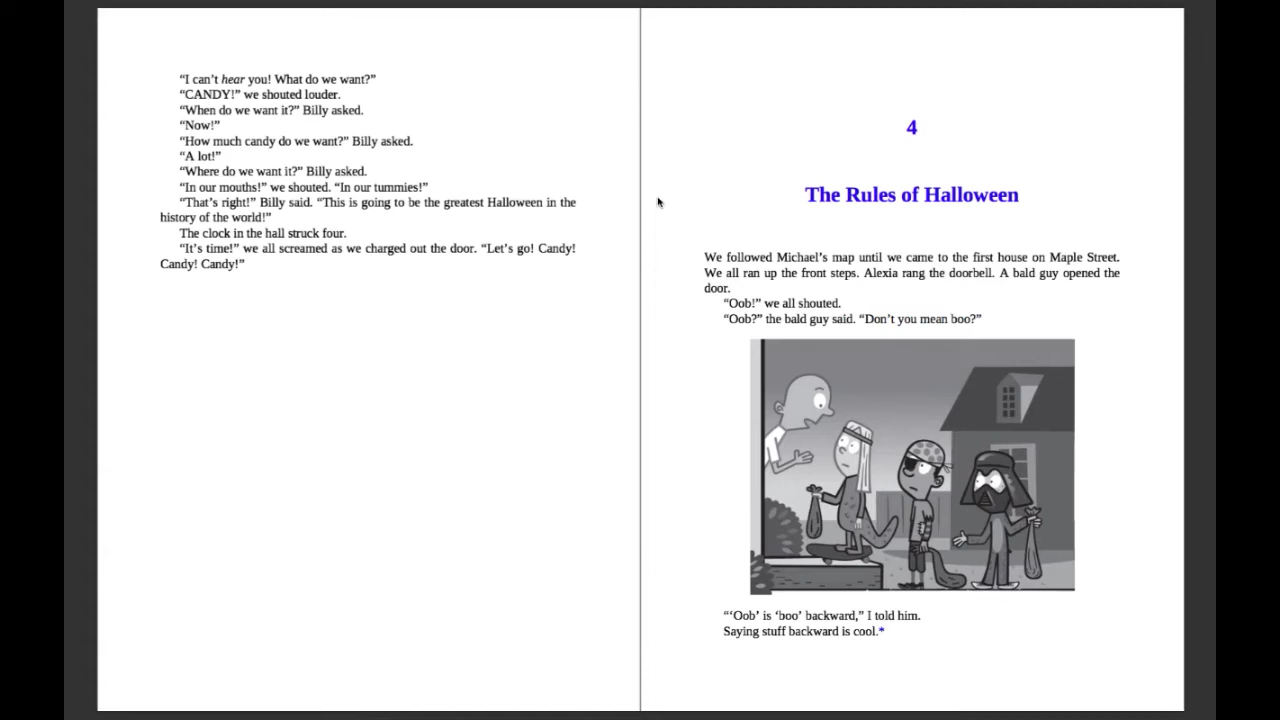 “I can’t hear you! What do we want?”
“CANDY!” we shouted louder.
“When do we want it?” Billy asked.
“Now!”
“How much candy do we want?” Billy asked.
“A lot!”
“Where do we want it?” Billy asked.
“In our mouths!” we shouted. “In our tummies!”
“That’s right!” Billy said. “This is going to be the greatest Halloween in the
history of the world!”
The clock in the hall struck four.
“It’s time!” we all screamed as we charged out the door. “Let’s go! Candy!
Candy! Candy!”
4
The Rules of Halloween
We followed Michael’s map until we came to the first house on Maple Street.
We all ran up the front steps. Alexia rang the doorbell. A bald guy opened the
door.
“Oob!” we all shouted.
“Oob?” the bald guy said. “Don’t you mean boo?”
“‘Oob’ is ‘boo’ backward,” I told him.
Saying stuff backward is cool.*